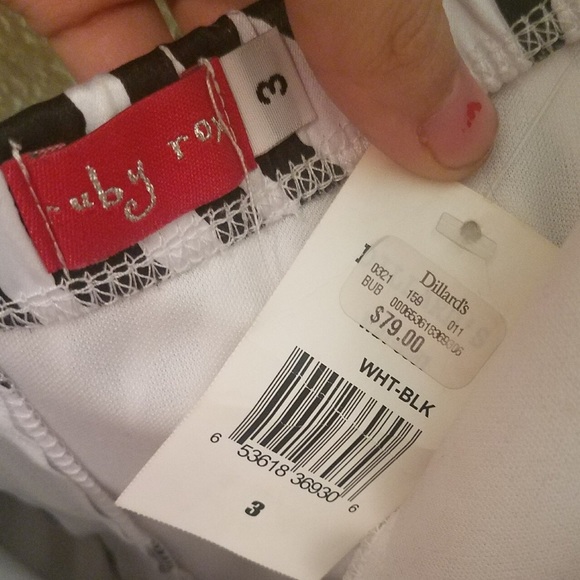 ruby rox
3
Dillard's
0321 159 011
BUB
$79.00
WHT-BLK
6 53618 36930 6
3